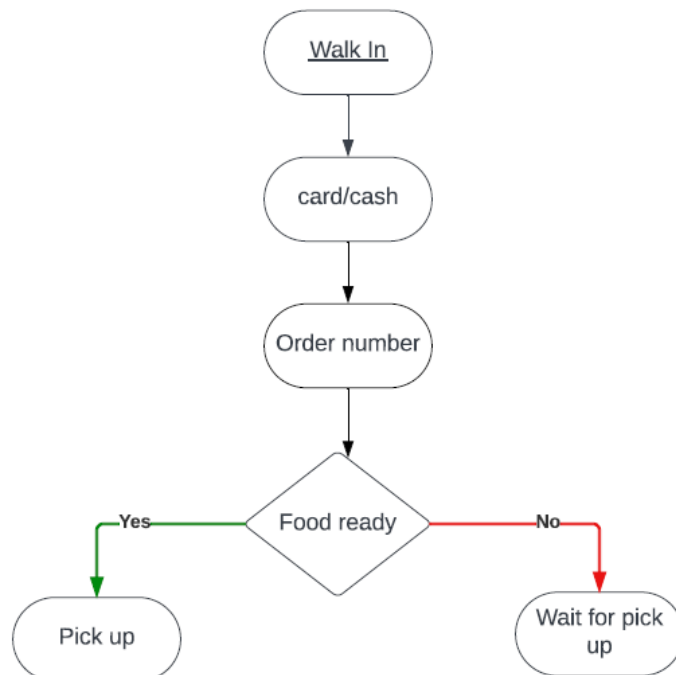 Walk In
card/cash
Order number
Food ready
Yes
No
Pick up
Wait for pick
up